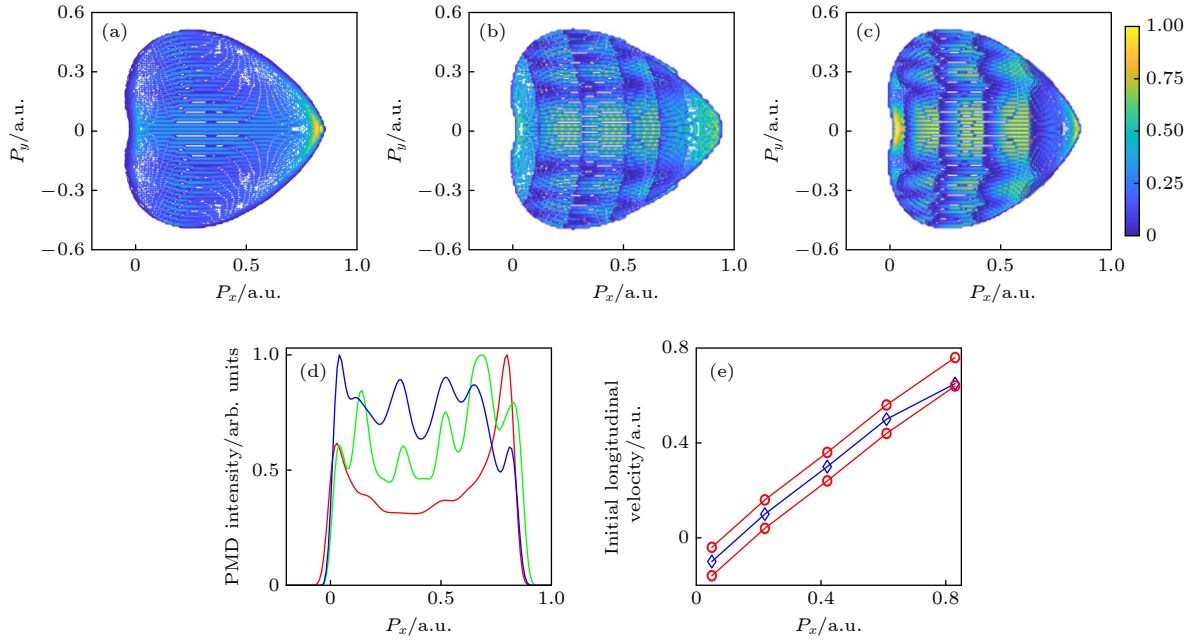 (a)
0.6
0.3
0
−0.3
−0.6
P_y/a.u.
0
0.5
1.0
P_x/a.u.
(b)
0.6
0.3
0
−0.3
−0.6
P_y/a.u.
0
0.5
1.0
P_x/a.u.
(c)
0.6
0.3
0
−0.3
−0.6
P_y/a.u.
0
0.5
1.0
P_x/a.u.
1.00
0.75
0.50
0.25
0
(d)
1.0
0.5
0
PMD intensity/arb. units
0
0.5
1.0
P_x/a.u.
(e)
0.8
0.4
0
Initial longitudinal
velocity/a.u.
0
0.4
0.8
P_x/a.u.